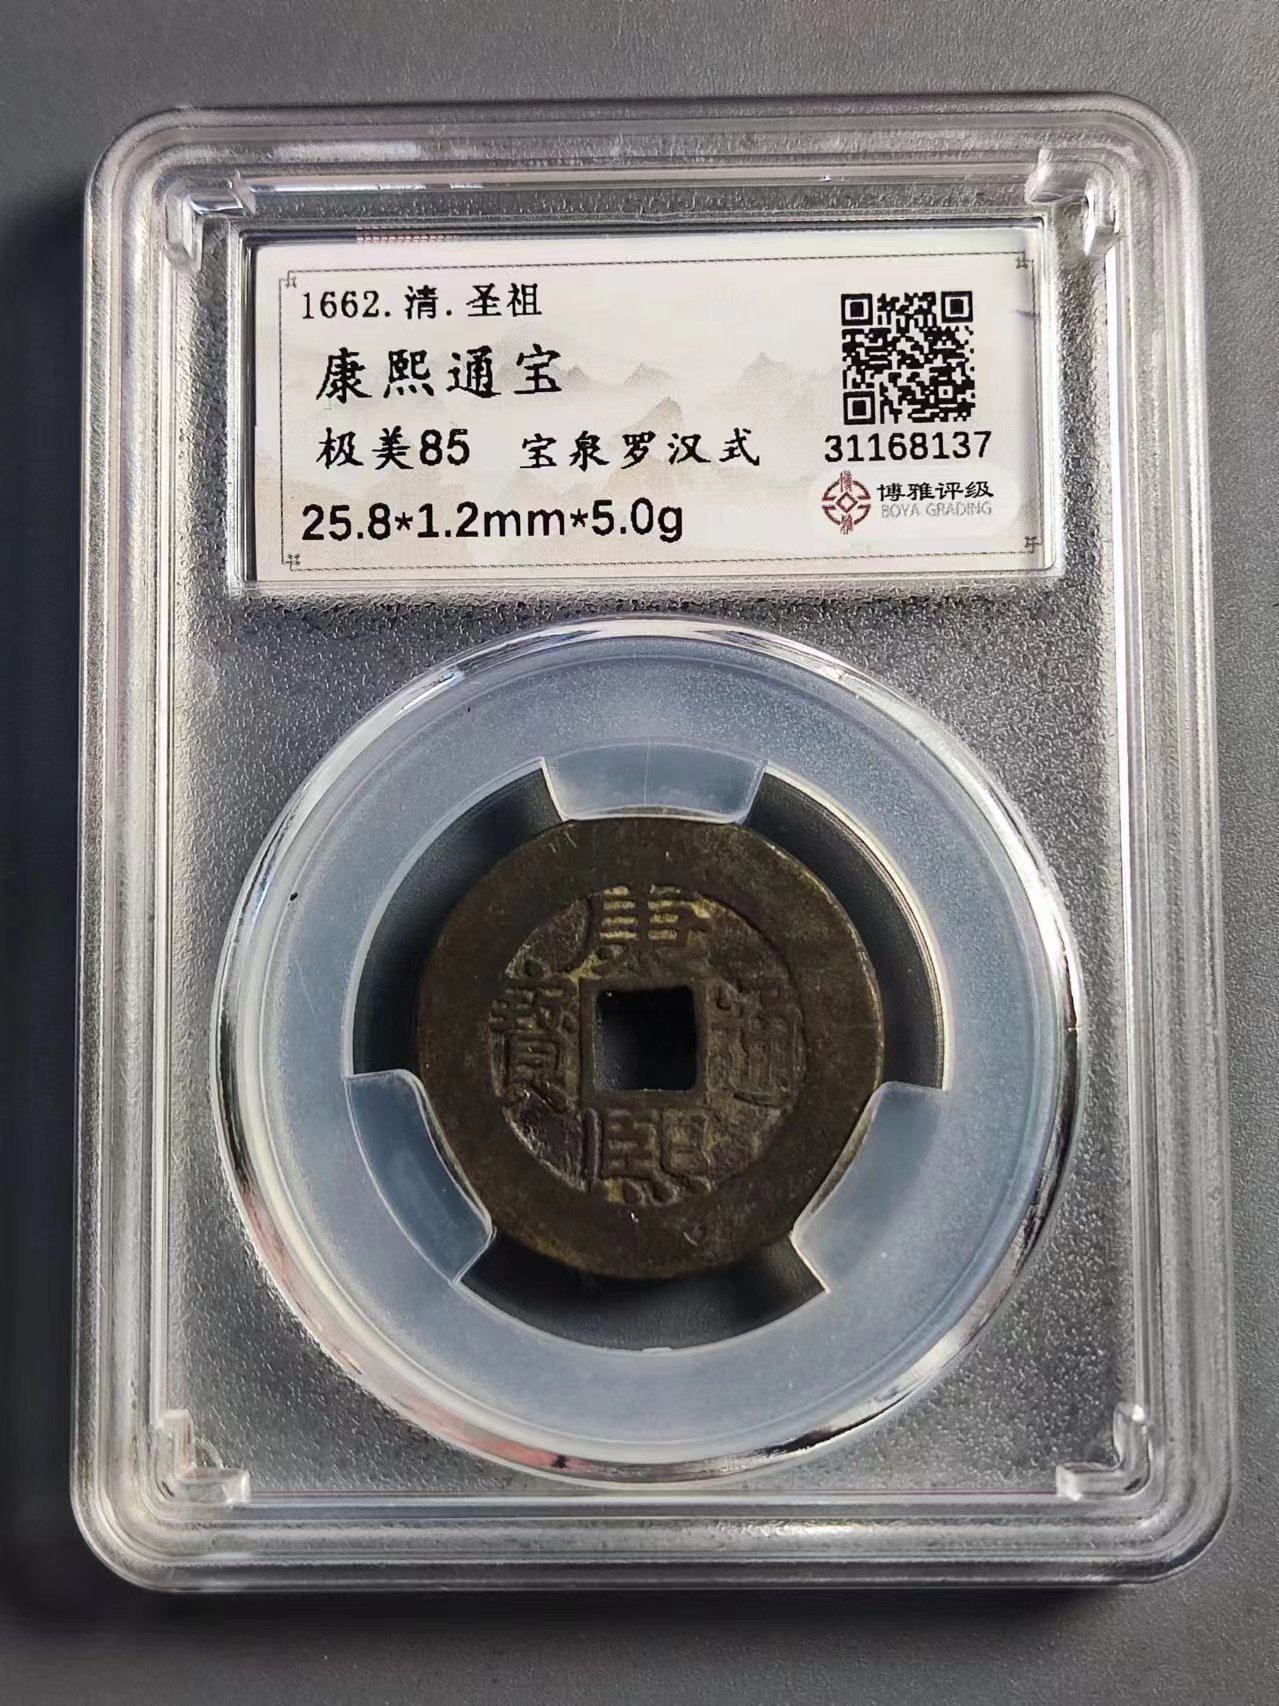 1662.清.圣祖
康熙通宝
极美85 宝泉罗汉式
25.8*1.2mm*5.0g
31168137
博雅评级
BOYA GRADING
康熙通寳